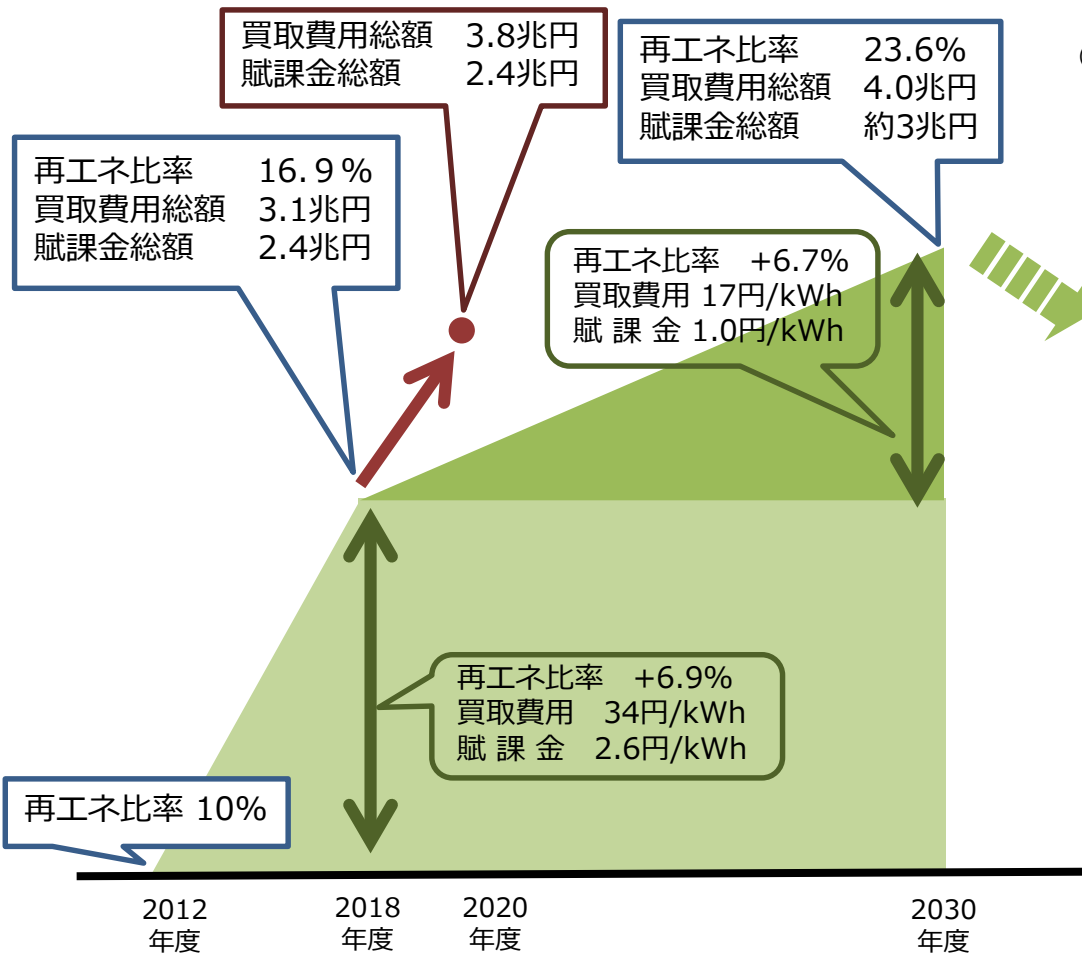 買取費用総額 3.8兆円
賦課金総額 2.4兆円
再エネ比率 23.6%
買取費用総額 4.0兆円
賦課金総額 約3兆円
再エネ比率 16.9%
買取費用総額 3.1兆円
賦課金総額 2.4兆円
再エネ比率 +6.7%
買取費用 17円/kWh
賦課金 1.0円/kWh
再エネ比率 +6.9%
買取費用 34円/kWh
賦課金 2.6円/kWh
再エネ比率 10%
2012
年度
2018
年度
2020
年度
2030
年度